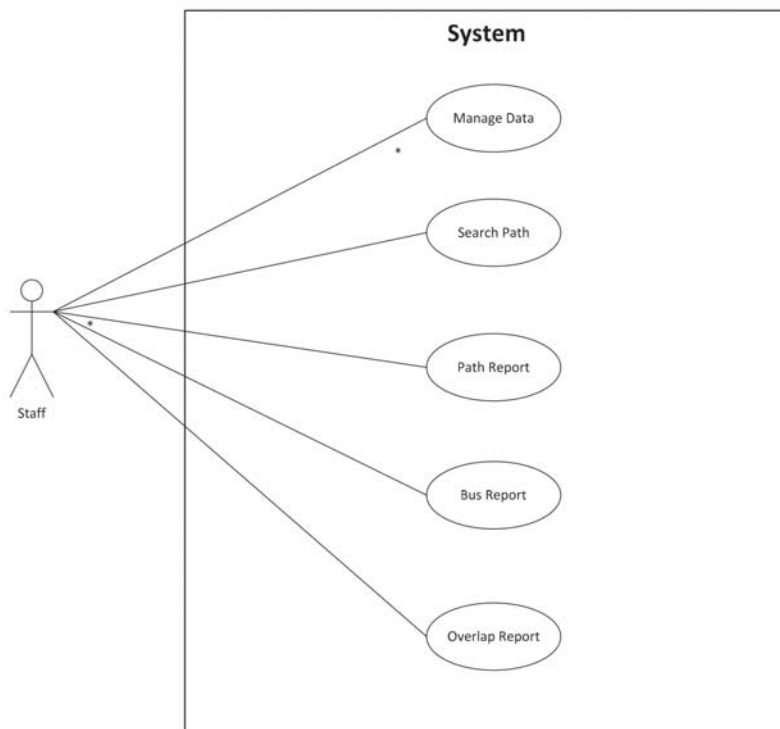 System
Manage Data
*
Search Path
*
Path Report
Staff
Bus Report
Overlap Report